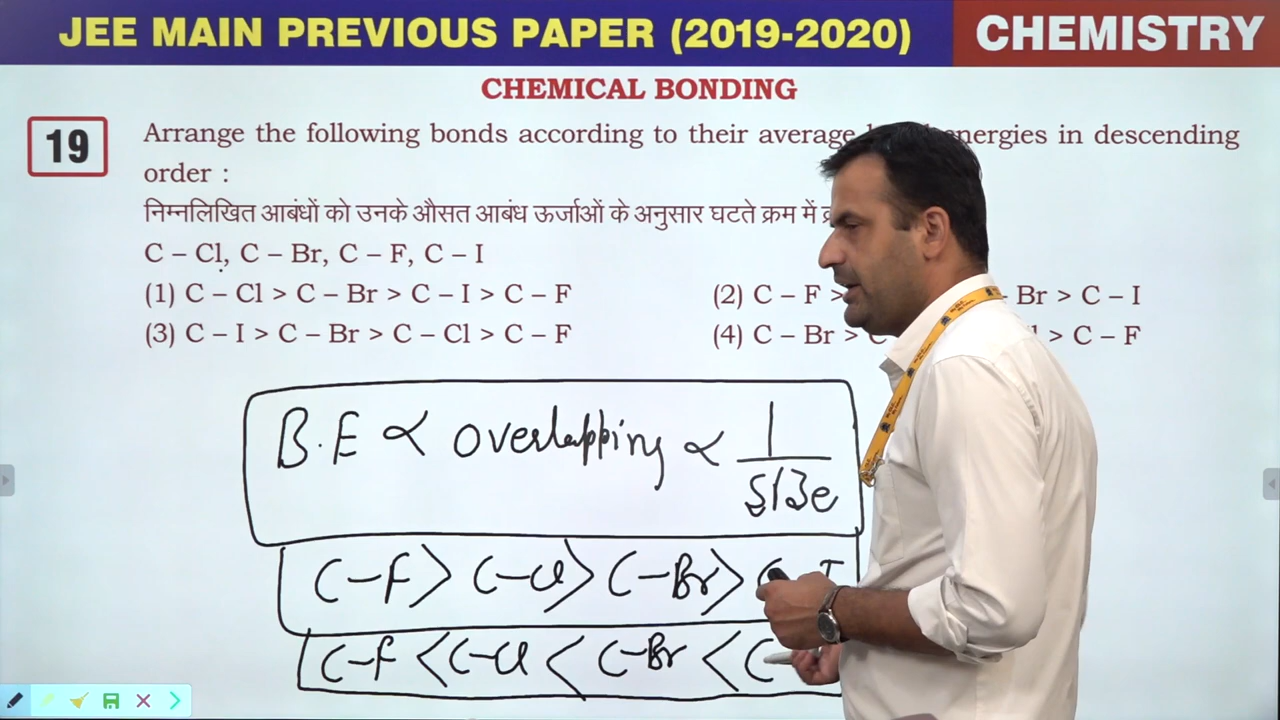 JEE MAIN PREVIOUS PAPER (2019-2020) CHEMISTRY
CHEMICAL BONDING
19 Arrange the following bonds according to their average energies in descending
order :
निम्नलिखित आबंधों को उनके औसत आबंध ऊर्जाओं के अनुसार घटते क्रम में
C – Cl, C – Br, C – F, C – I
(1) C – Cl > C – Br > C – I > C – F (2) C – F > – Br > C – I
(3) C – I > C – Br > C – Cl > C – F (4) C – Br > C > C – F
B.E ∝ overlapping ∝ 1/size
C-F > C-Cl > C-Br >
C-F < C-Cl < C-Br < C-